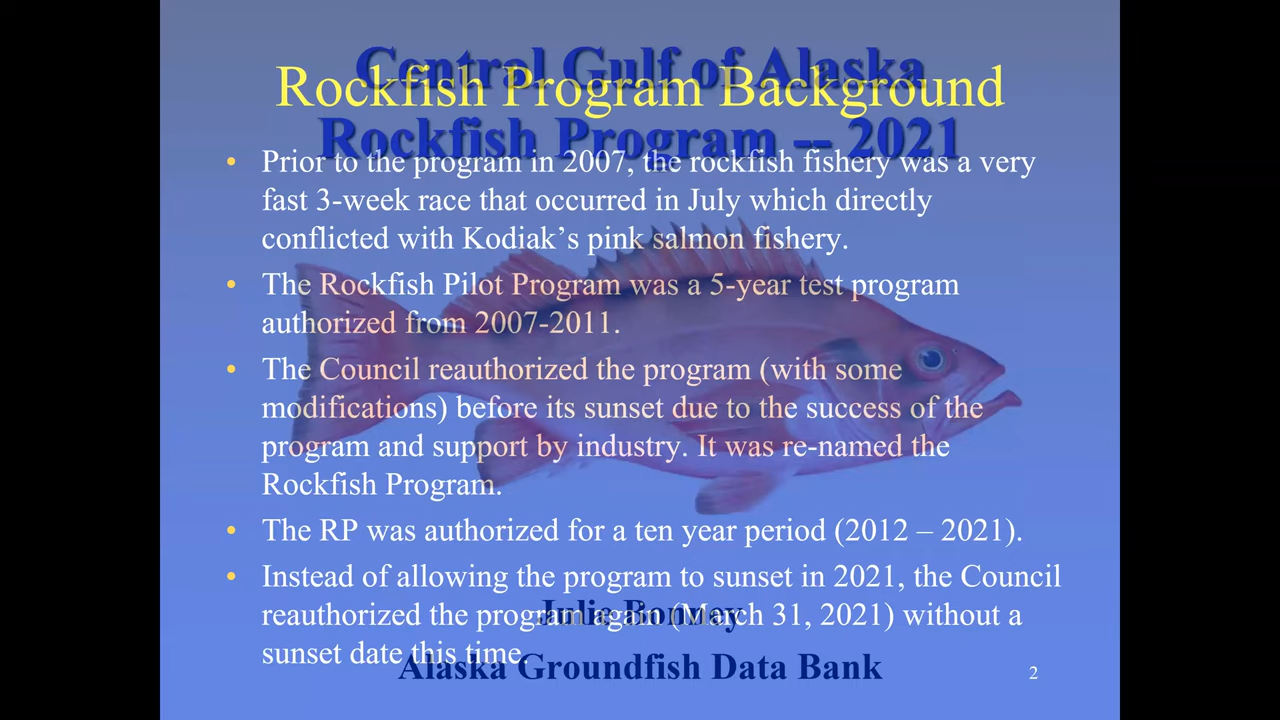 Central Gulf of Alaska
Rockfish Program Background
Rockfish Program -- 2021
• Prior to the program in 2007, the rockfish fishery was a very
fast 3-week race that occurred in July which directly
conflicted with Kodiak’s pink salmon fishery.
• The Rockfish Pilot Program was a 5-year test program
authorized from 2007-2011.
• The Council reauthorized the program (with some
modifications) before its sunset due to the success of the
program and support by industry. It was re-named the
Rockfish Program.
• The RP was authorized for a ten year period (2012 – 2021).
• Instead of allowing the program to sunset in 2021, the Council
Julie Bonney
reauthorized the program again (March 31, 2021) without a
sunset date this time.
Alaska Groundfish Data Bank
2